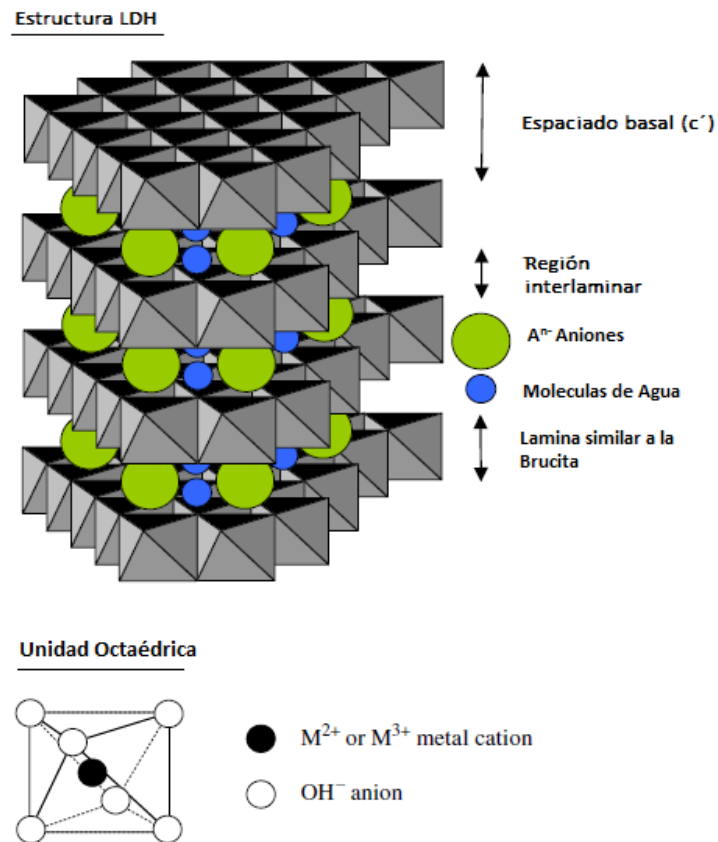 Estructura LDH
Espaciado basal (c´)
Región
interlaminar
Aⁿ⁻ Aniones
Moleculas de Agua
Lamina similar a la
Brucita
Unidad Octaédrica
M²⁺ or M³⁺ metal cation
OH⁻ anion